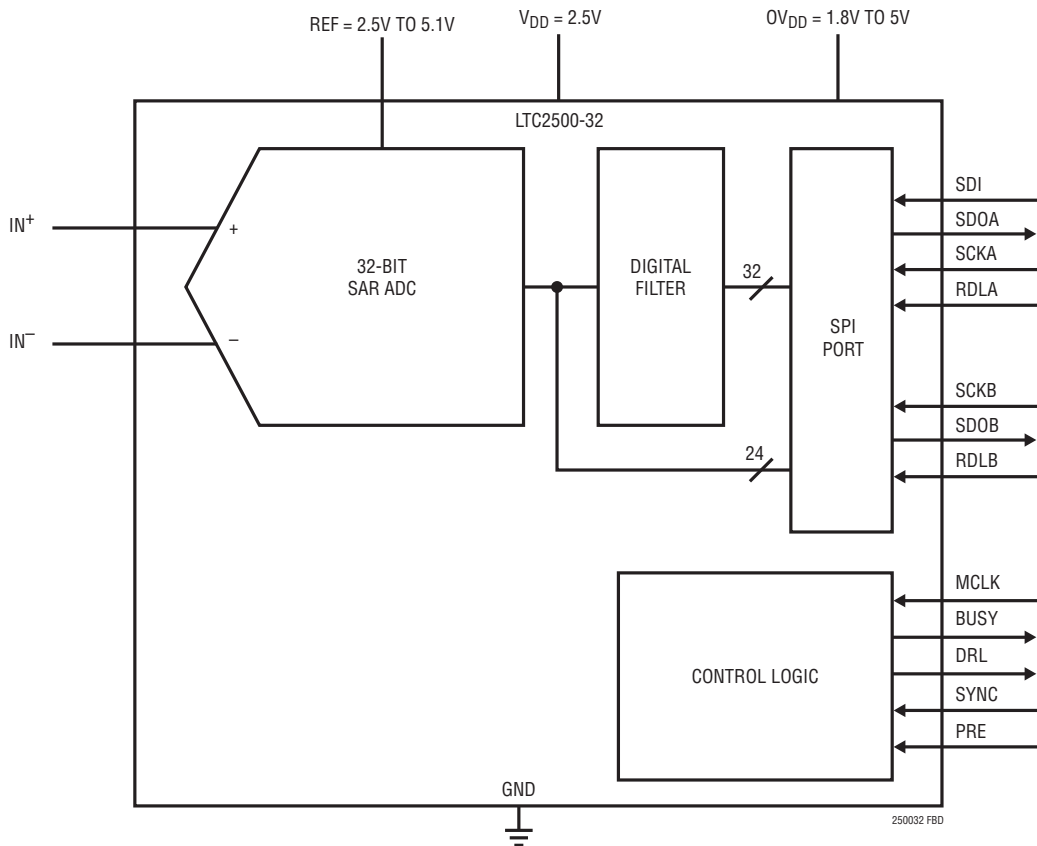 REF = 2.5V TO 5.1V
VDD = 2.5V
OVDD = 1.8V TO 5V
LTC2500-32
IN+
+
32-BIT
SAR ADC
IN–
–
DIGITAL
FILTER
32
24
SPI
PORT
SDI
SDOA
SCKA
RDLA
SCKB
SDOB
RDLB
CONTROL LOGIC
MCLK
BUSY
DRL
SYNC
PRE
GND
250032 FBD